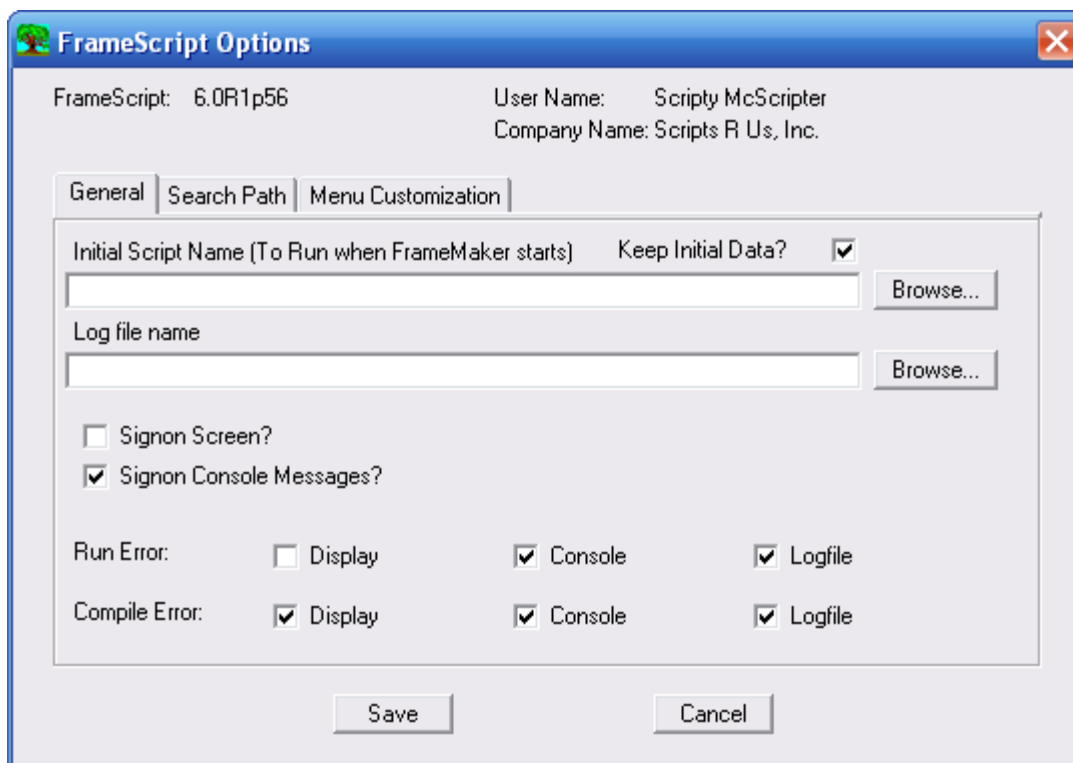 FrameScript Options
FrameScript: 6.0R1p56 User Name: Scripty McScripter
Company Name: Scripts R Us, Inc.
General Search Path Menu Customization
Initial Script Name (To Run when FrameMaker starts) Keep Initial Data?
Browse...
Log file name
Browse...
Signon Screen?
Signon Console Messages?
Run Error: Display Console Logfile
Compile Error: Display Console Logfile
Save Cancel